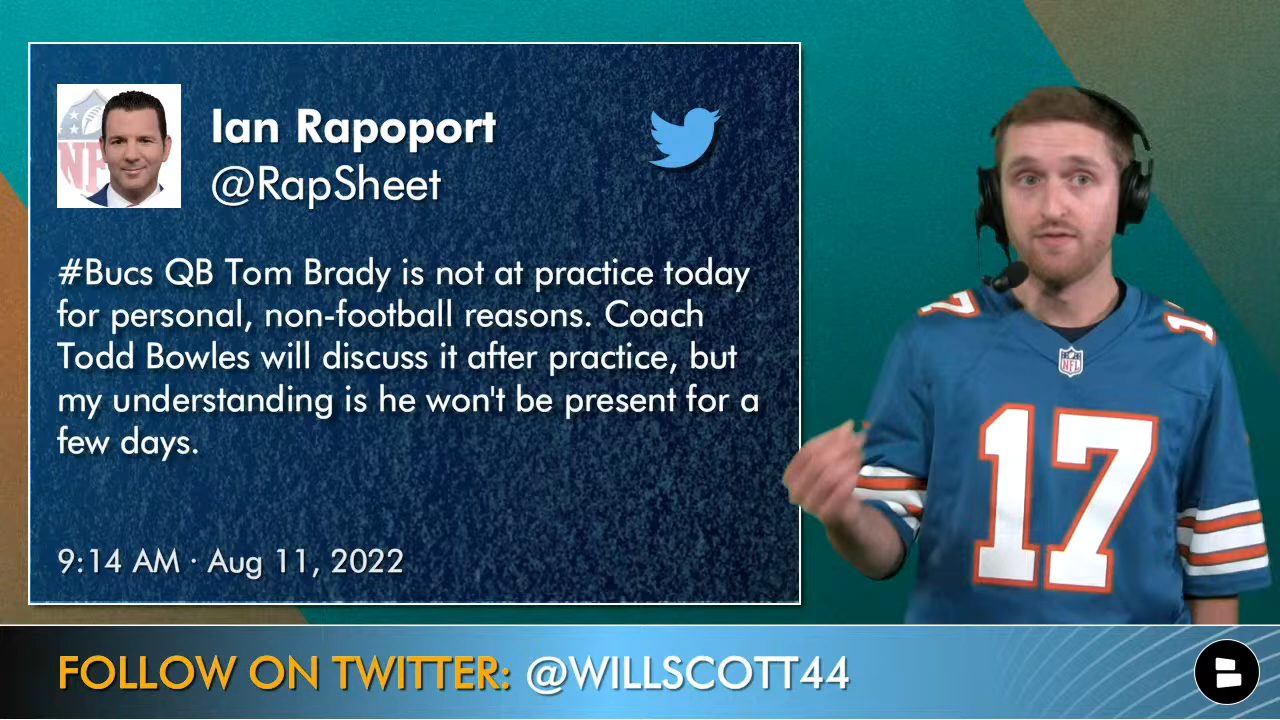 Ian Rapoport
@RapSheet
#Bucs QB Tom Brady is not at practice today
for personal, non-football reasons. Coach
Todd Bowles will discuss it after practice, but
my understanding is he won't be present for a
few days.
9:14 AM · Aug 11, 2022
17
NFL
17
FOLLOW ON TWITTER: @WILLSCOTT44